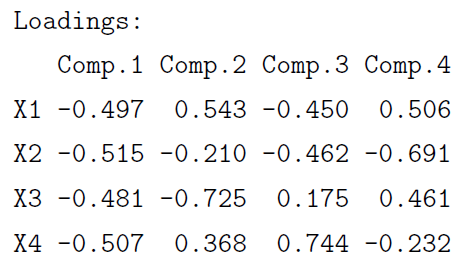 Loadings:
   Comp.1 Comp.2 Comp.3 Comp.4
X1 -0.497  0.543 -0.450  0.506
X2 -0.515 -0.210 -0.462 -0.691
X3 -0.481 -0.725  0.175  0.461
X4 -0.507  0.368  0.744 -0.232